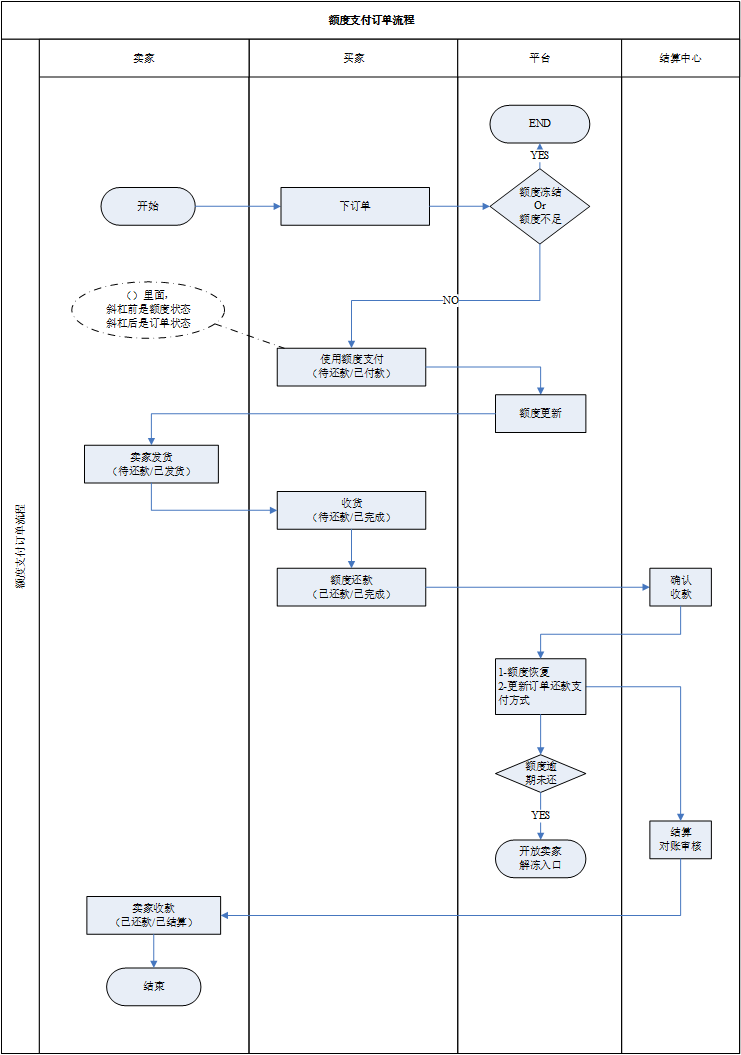 额度支付订单流程
卖家
买家
平台
结算中心
额度支付订单流程
END
YES
开始
下订单
额度冻结
Or
额度不足
NO
（）里面，
斜杠前是额度状态
斜杠后是订单状态
使用额度支付
（待还款/已付款）
额度更新
卖家发货
（待还款/已发货）
收货
（待还款/已完成）
额度还款
（已还款/已完成）
确认
收款
1-额度恢复
2-更新订单还款支
付方式
额度逾
期未还
YES
开放卖家
解冻入口
结算
对账审核
卖家收款
（已还款/已结算）
结束